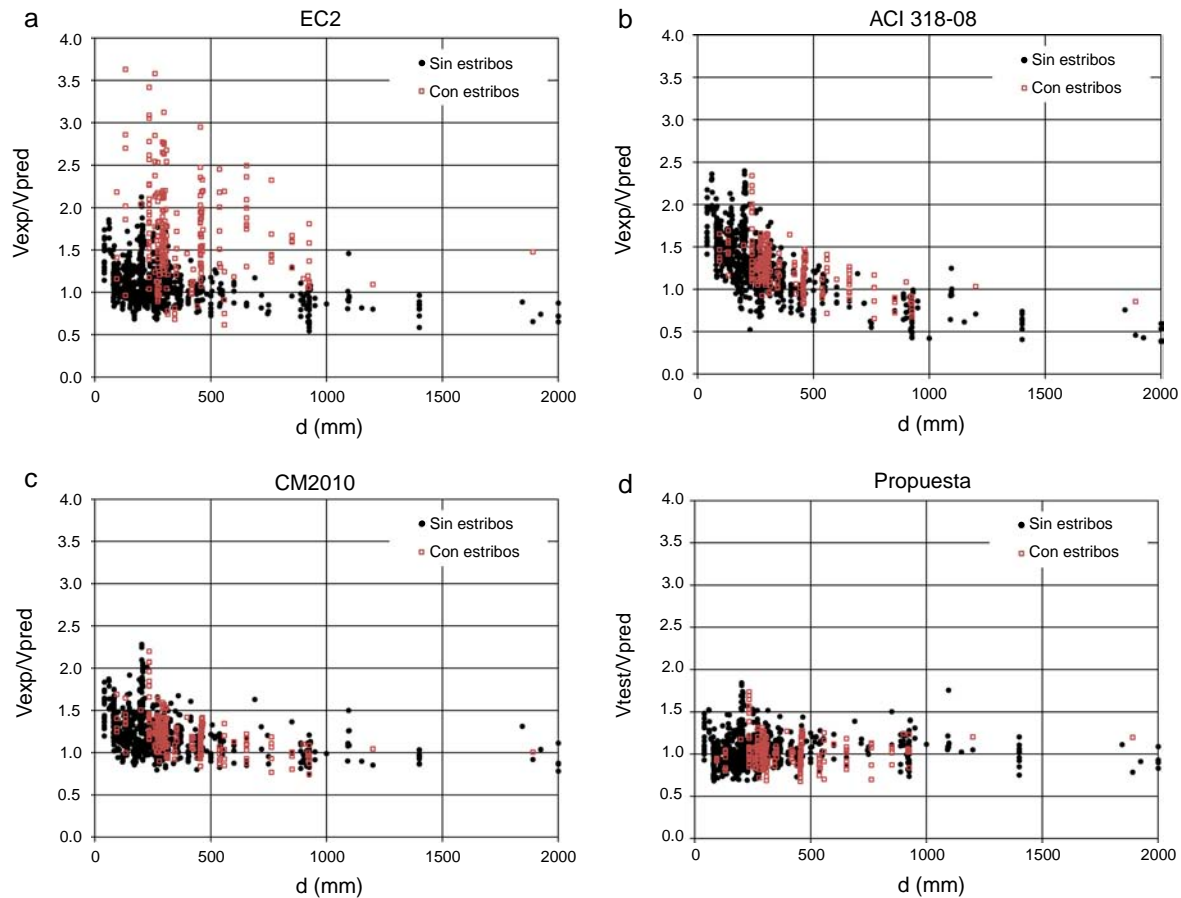 a
EC2
4.0
3.5
3.0
2.5
2.0
1.5
1.0
0.5
0.0
Vexp/Vpred
Sin estribos
Con estribos
0 500 1000 1500 2000
d (mm)
b
ACI 318-08
4.0
3.5
3.0
2.5
2.0
1.5
1.0
0.5
0.0
Vexp/Vpred
Sin estribos
Con estribos
0 500 1000 1500 2000
d (mm)
c
CM2010
4.0
3.5
3.0
2.5
2.0
1.5
1.0
0.5
0.0
Vexp/Vpred
Sin estribos
Con estribos
0 500 1000 1500 2000
d (mm)
d
Propuesta
4.0
3.5
3.0
2.5
2.0
1.5
1.0
0.5
0.0
Vtest/Vpred
Sin estribos
Con estribos
0 500 1000 1500 2000
d (mm)